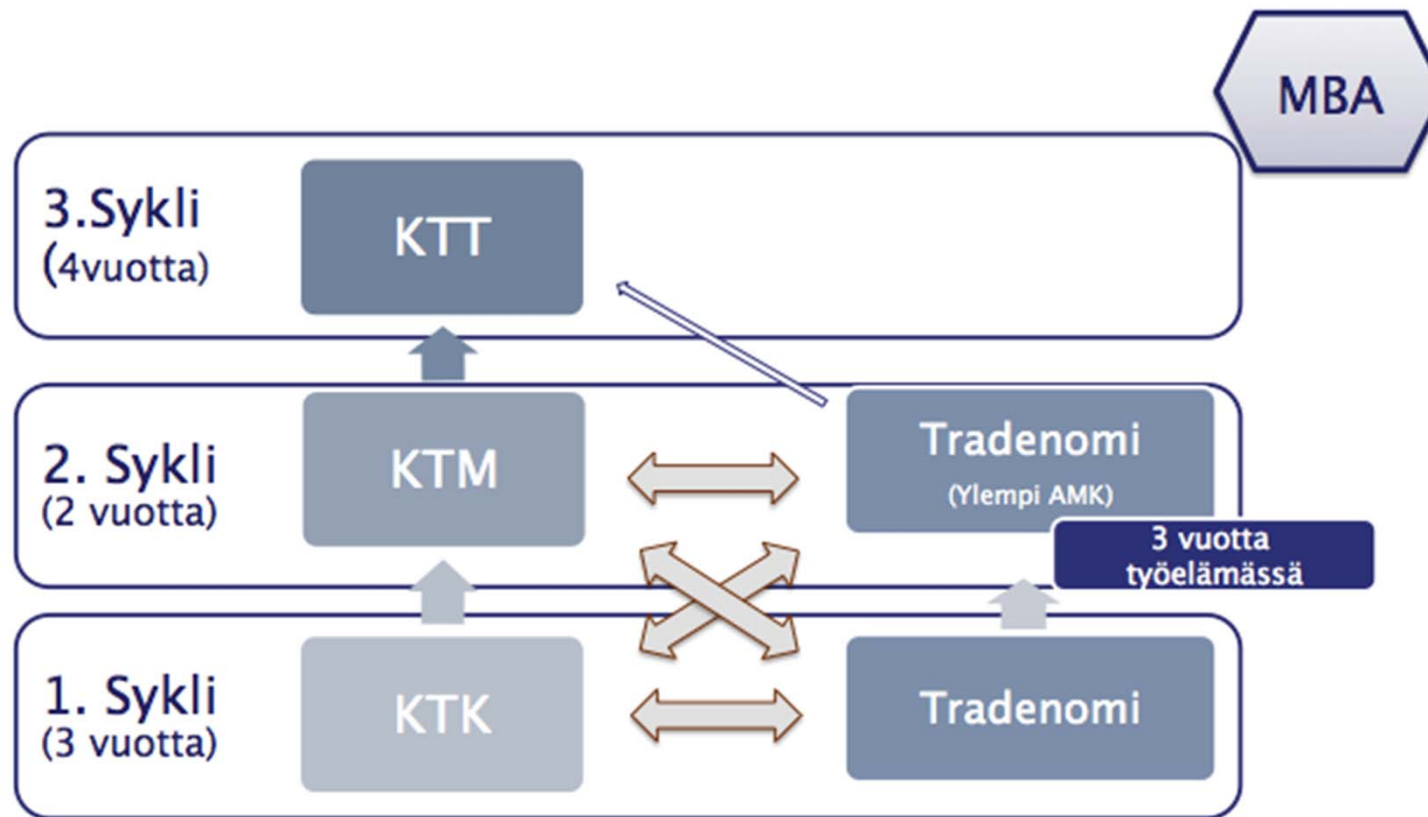 MBA
3.Sykli
(4vuotta)
KTT
2. Sykli
(2 vuotta)
KTM
Tradenomi
(Ylempi AMK)
3 vuotta
työelämässä
1. Sykli
(3 vuotta)
KTK
Tradenomi